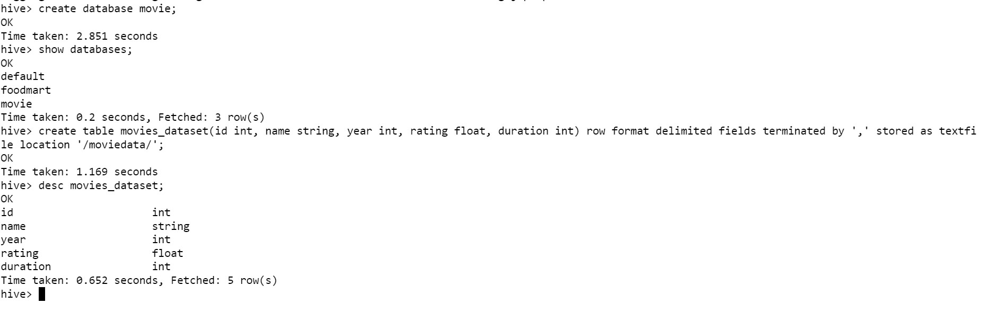 hive> create database movie;
OK
Time taken: 2.851 seconds
hive> show databases;
OK
default
foodmart
movie
Time taken: 0.2 seconds, Fetched: 3 row(s)
hive> create table movies_dataset(id int, name string, year int, rating float, duration int) row format delimited fields terminated by ',' stored as textfi
le location '/moviedata/';
OK
Time taken: 1.169 seconds
hive> desc movies_dataset;
OK
id                      int
name                    string
year                    int
rating                  float
duration                int
Time taken: 0.652 seconds, Fetched: 5 row(s)
hive>